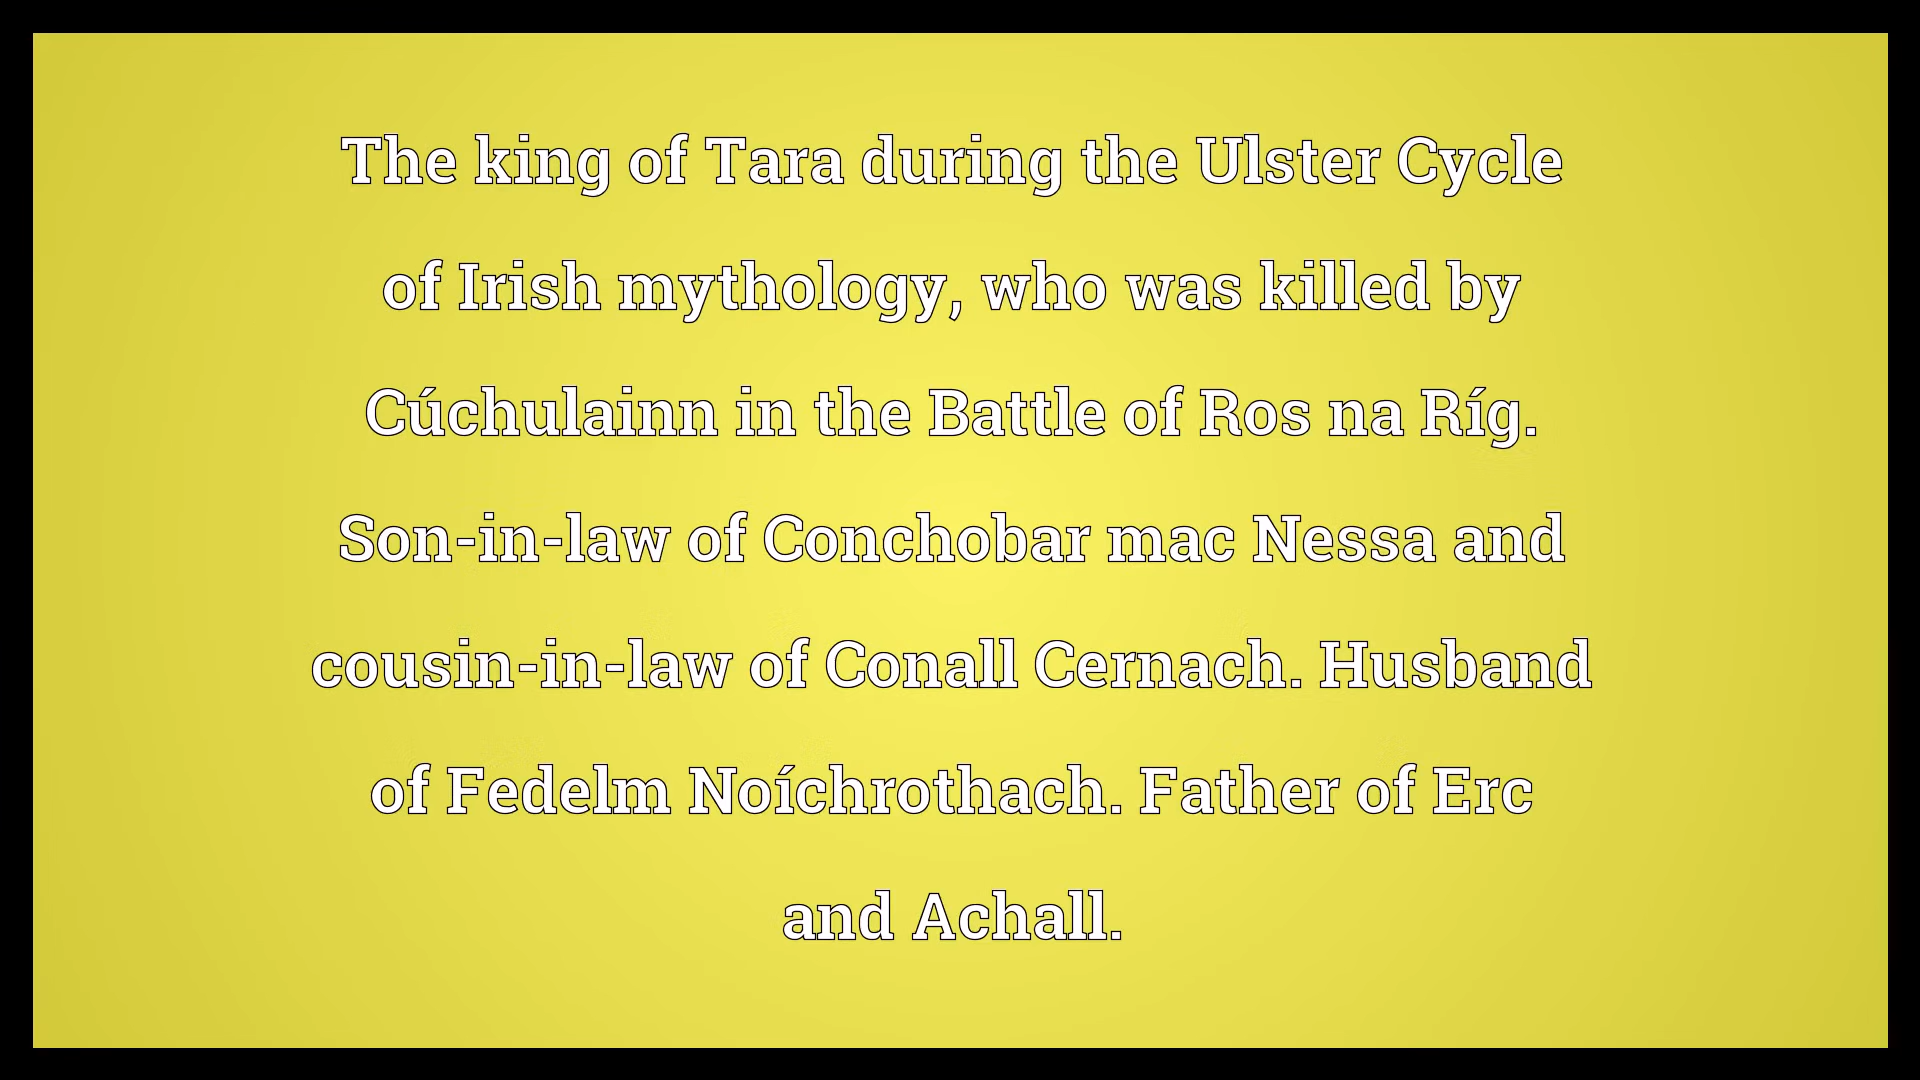 The king of Tara during the Ulster Cycle
of Irish mythology, who was killed by
Cúchulainn in the Battle of Ros na Ríg.
Son-in-law of Conchobar mac Nessa and
cousin-in-law of Conall Cernach. Husband
of Fedelm Noíchrothach. Father of Erc
and Achall.